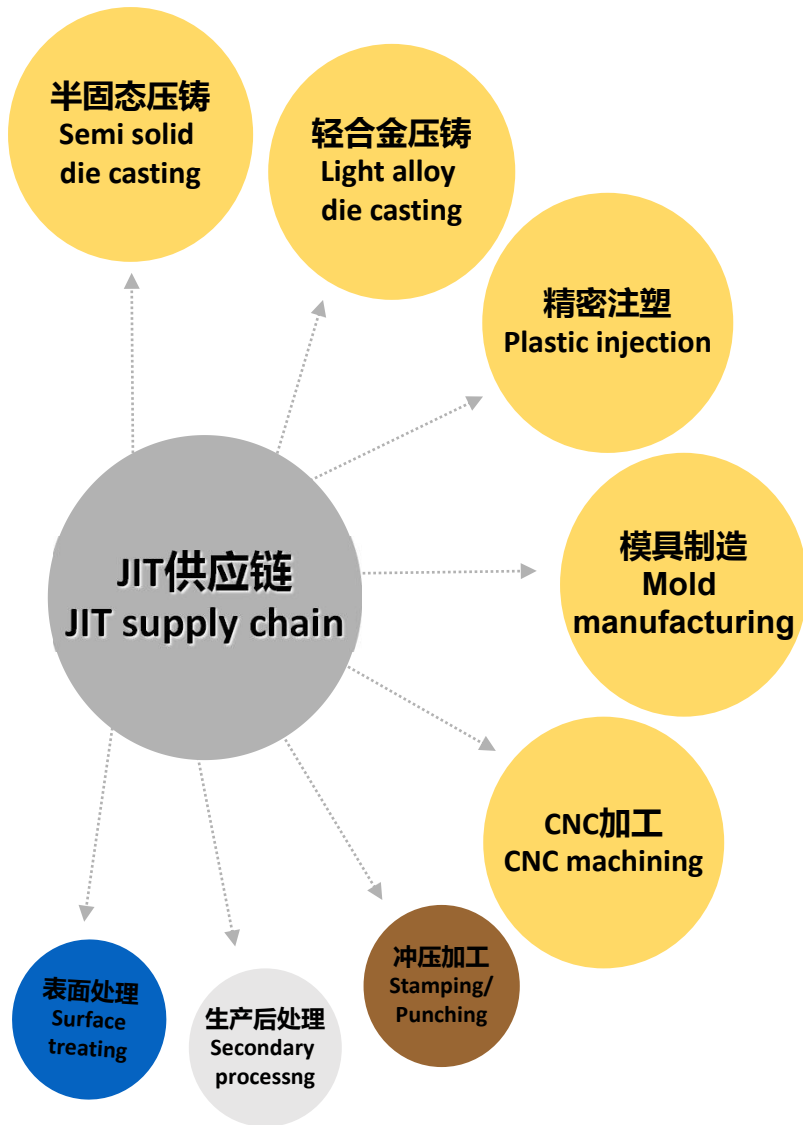 半固态压铸
Semi solid
die casting
轻合金压铸
Light alloy
die casting
精密注塑
Plastic injection
JIT供应链
JIT supply chain
模具制造
Mold
manufacturing
CNC加工
CNC machining
冲压加工
Stamping/
Punching
生产后处理
Secondary
processng
表面处理
Surface
treating